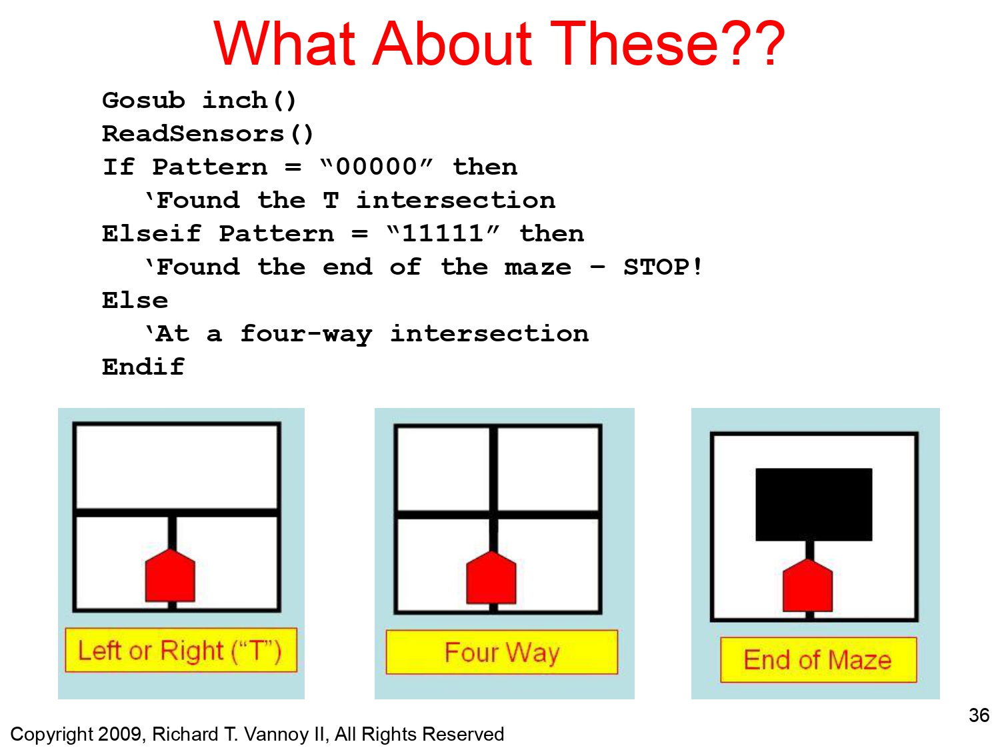 What About These??
Gosub inch()
ReadSensors()
If Pattern = “00000” then
‘Found the T intersection
Elseif Pattern = “11111” then
‘Found the end of the maze – STOP!
Else
‘At a four-way intersection
Endif
Left or Right (“T”)
Four Way
End of Maze
36
Copyright 2009, Richard T. Vannoy II, All Rights Reserved